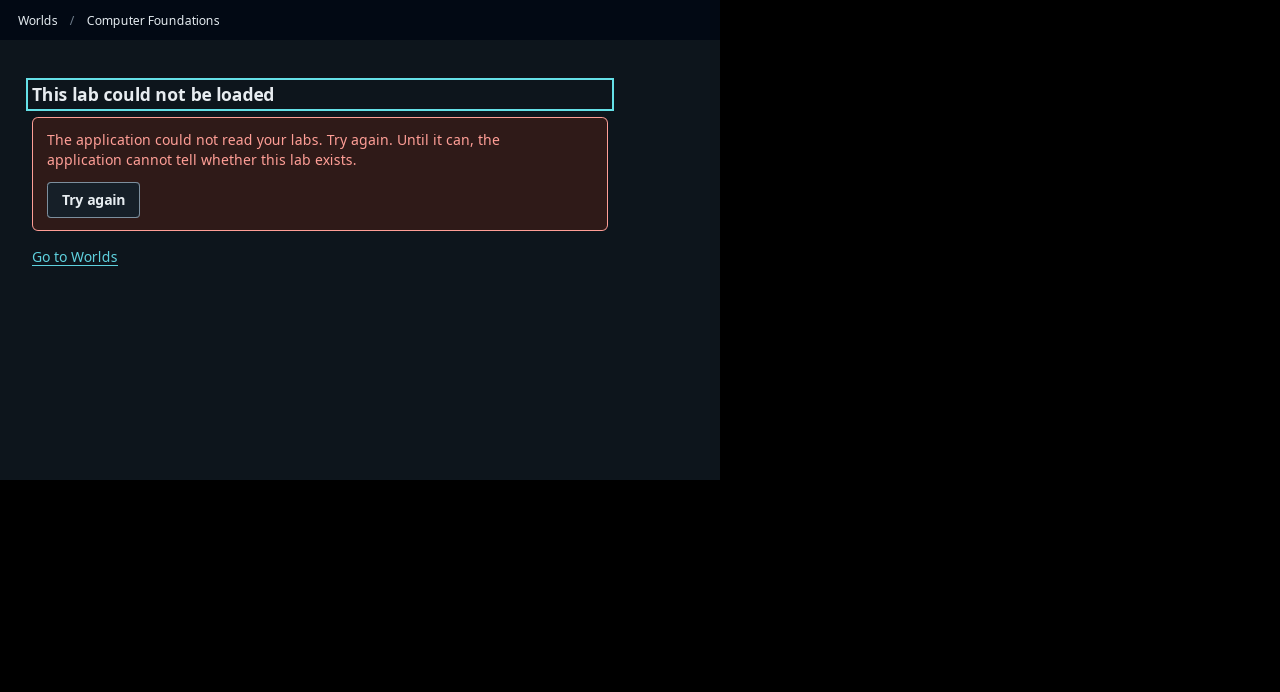 Worlds / Computer Foundations
This lab could not be loaded
The application could not read your labs. Try again. Until it can, the
application cannot tell whether this lab exists.
Try again
Go to Worlds